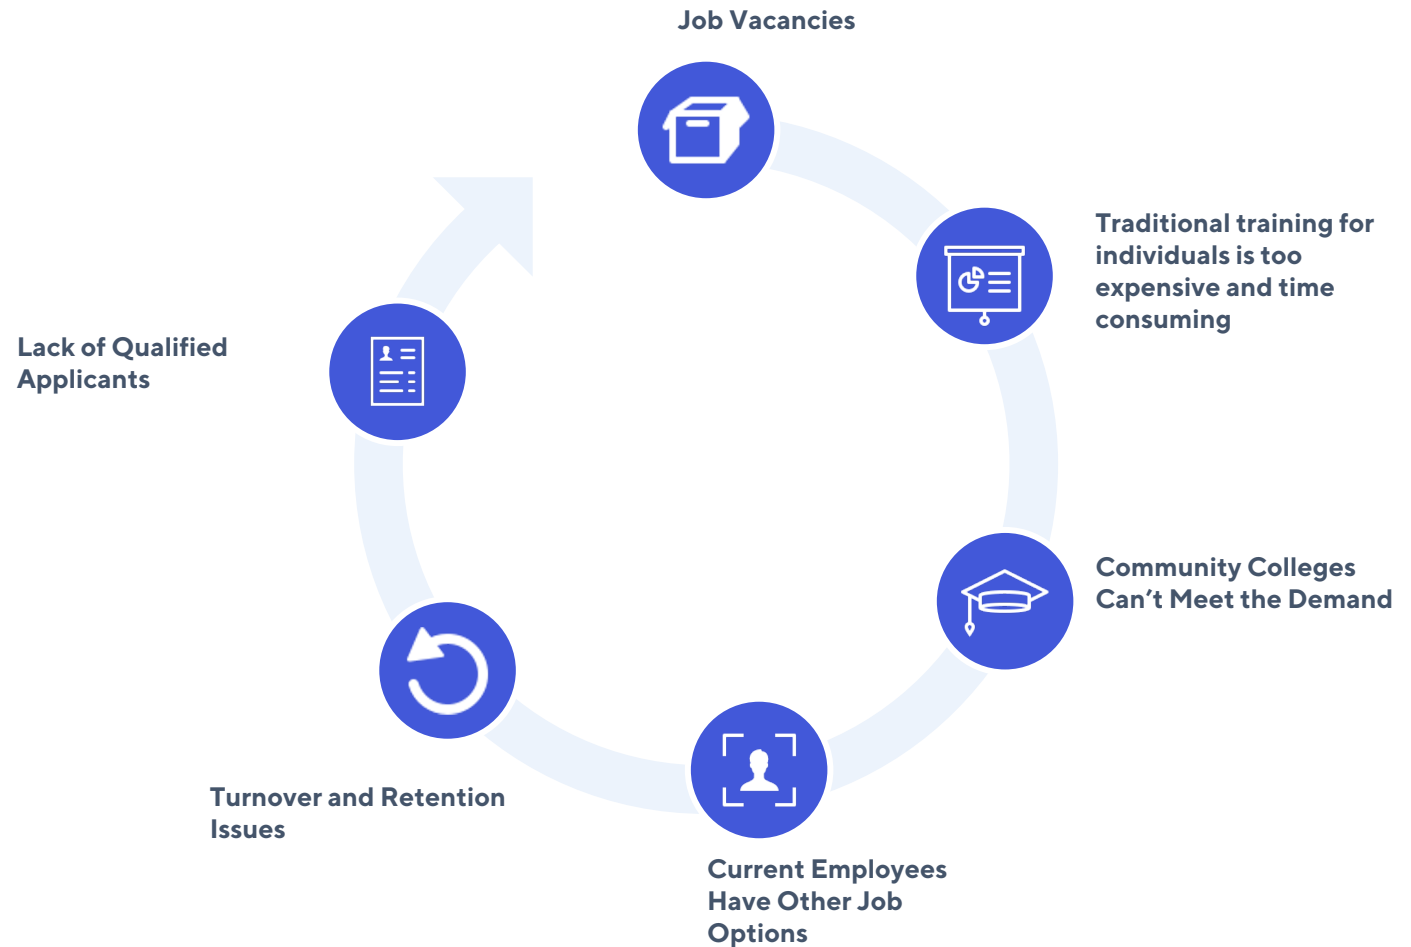 Job Vacancies
Traditional training for
individuals is too
expensive and time
consuming
Community Colleges
Can’t Meet the Demand
Current Employees
Have Other Job
Options
Turnover and Retention
Issues
Lack of Qualified
Applicants